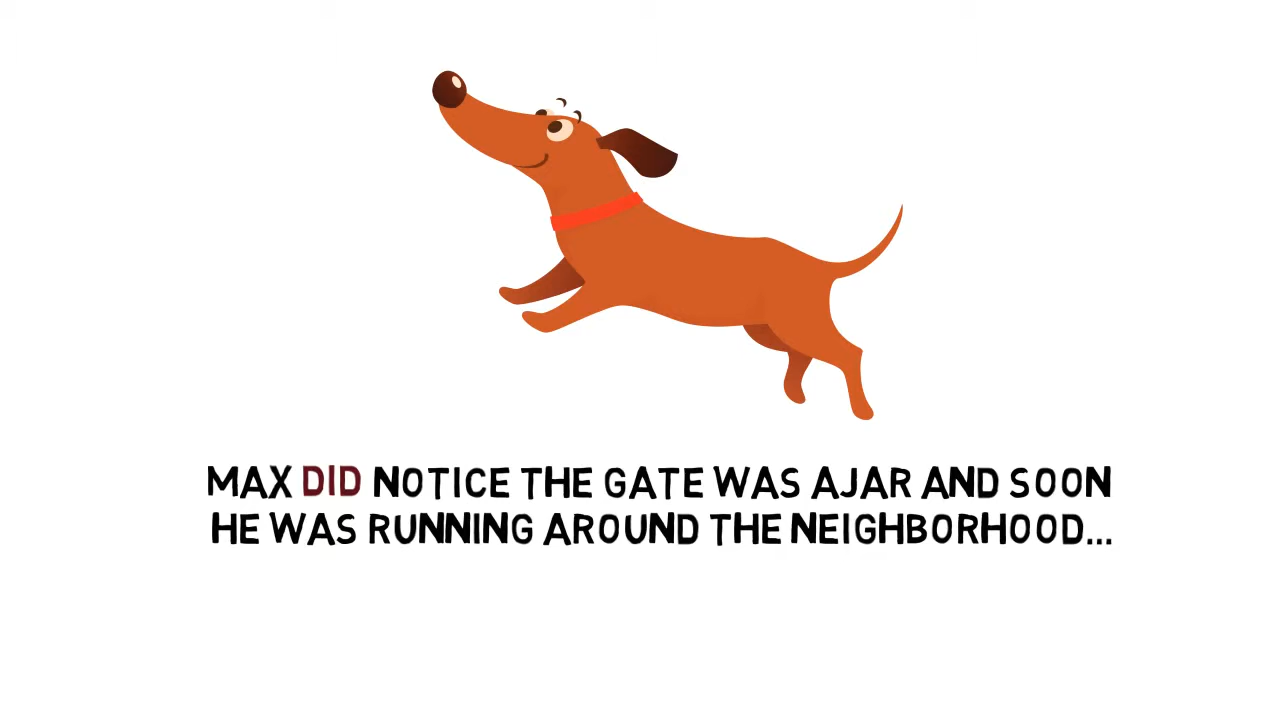 MAX DID NOTICE THE GATE WAS AJAR AND SOON
HE WAS RUNNING AROUND THE NEIGHBORHOOD...